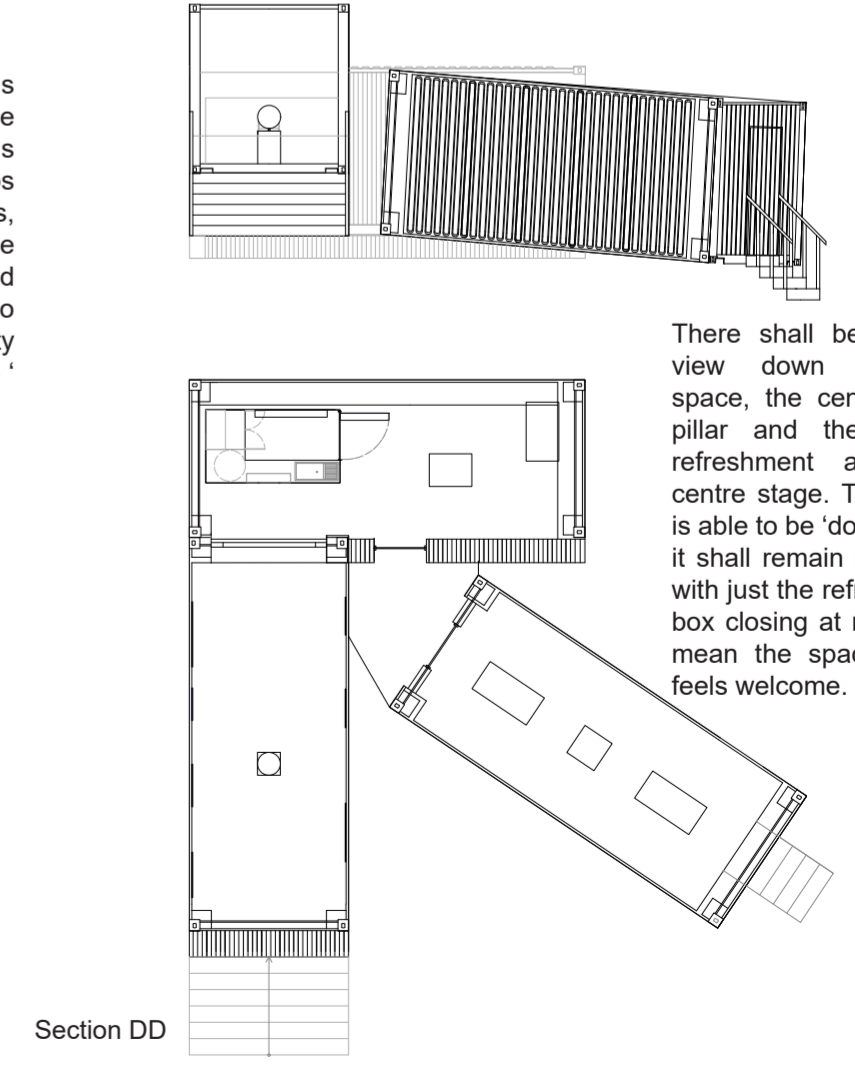 s
e
s
s,
e
d
o
ty
‘
There shall be
view down
space, the cen
pillar and the
refreshment a
centre stage. T
is able to be ‘do
it shall remain
with just the refr
box closing at
mean the spac
feels welcome.
Section DD